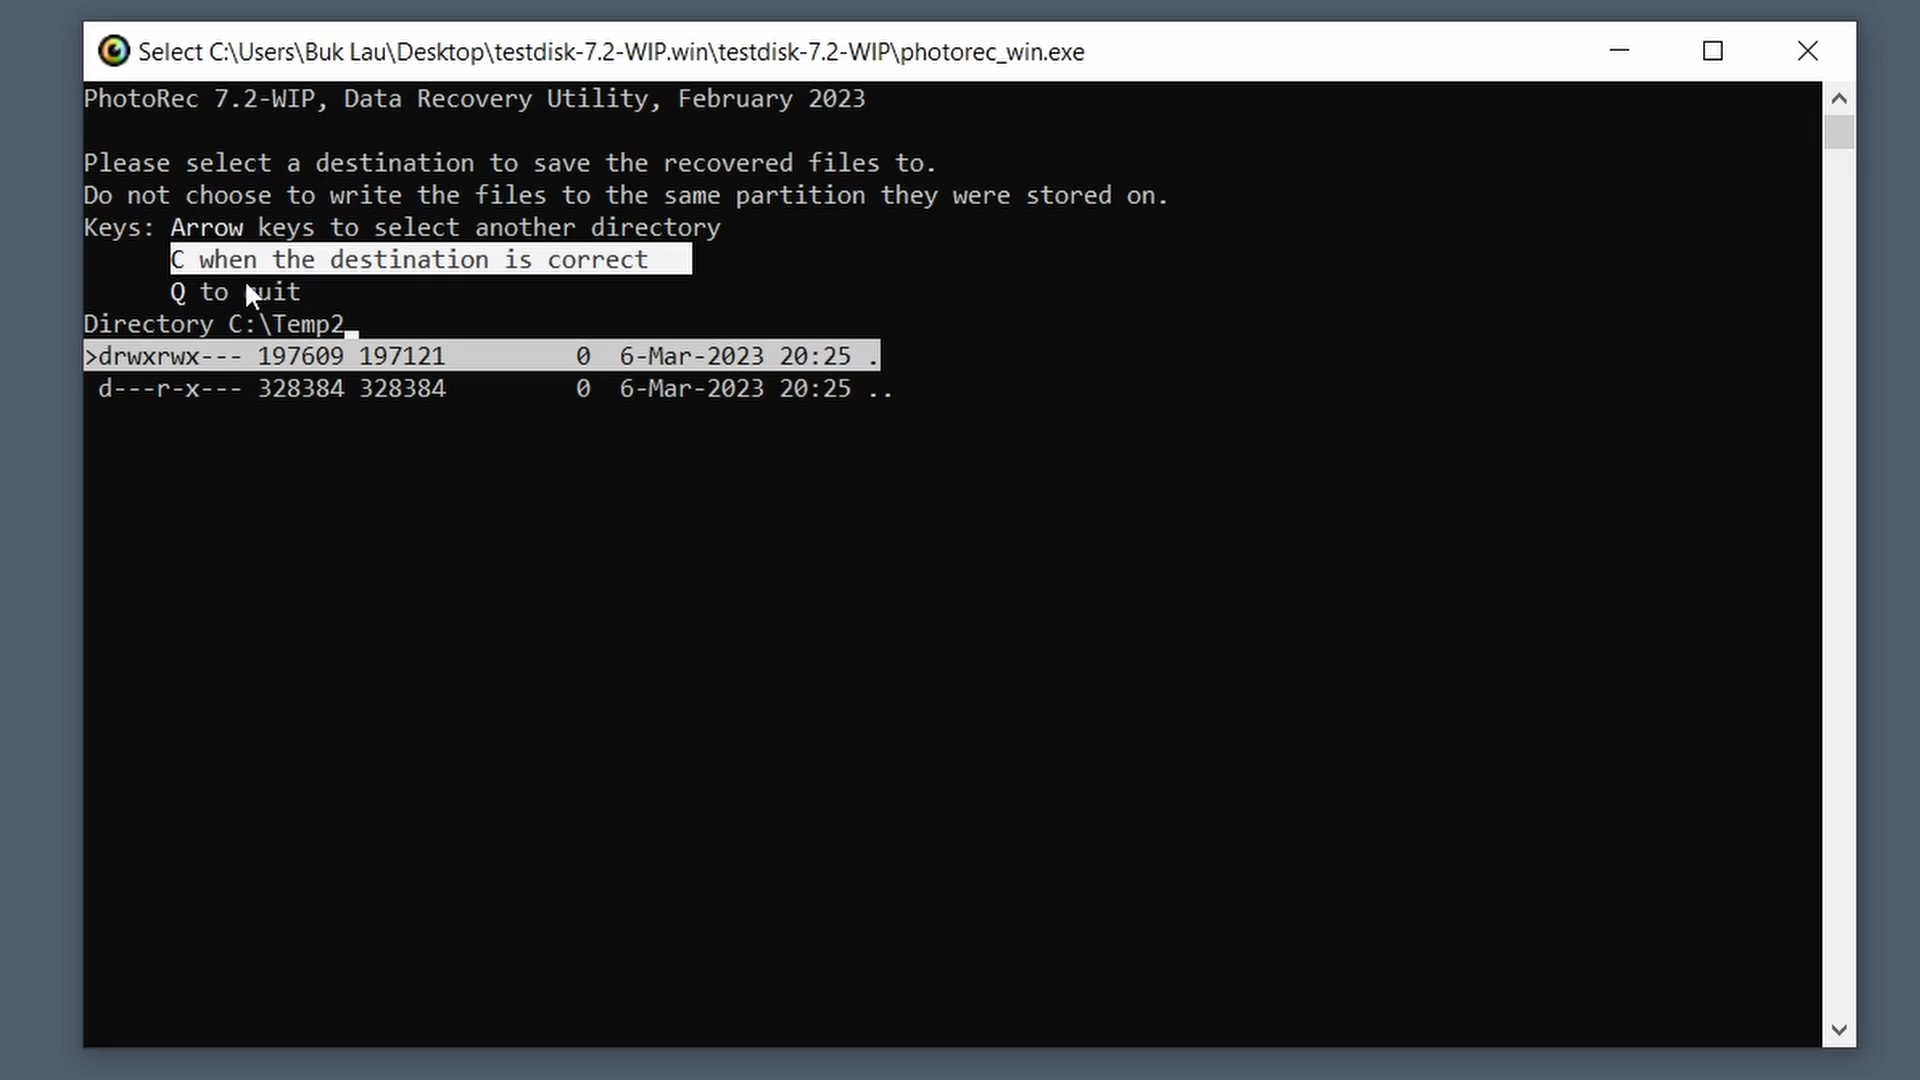 Select C:\Users\Buk Lau\Desktop\testdisk-7.2-WIP.win\testdisk-7.2-WIP\photorec_win.exe
PhotoRec 7.2-WIP, Data Recovery Utility, February 2023
Please select a destination to save the recovered files to.
Do not choose to write the files to the same partition they were stored on.
Keys: Arrow keys to select another directory
C when the destination is correct
Q to quit
Directory C:\Temp2
>drwxrwx--- 197609 197121         0  6-Mar-2023 20:25 .
d---r-x--- 328384 328384         0  6-Mar-2023 20:25 ..